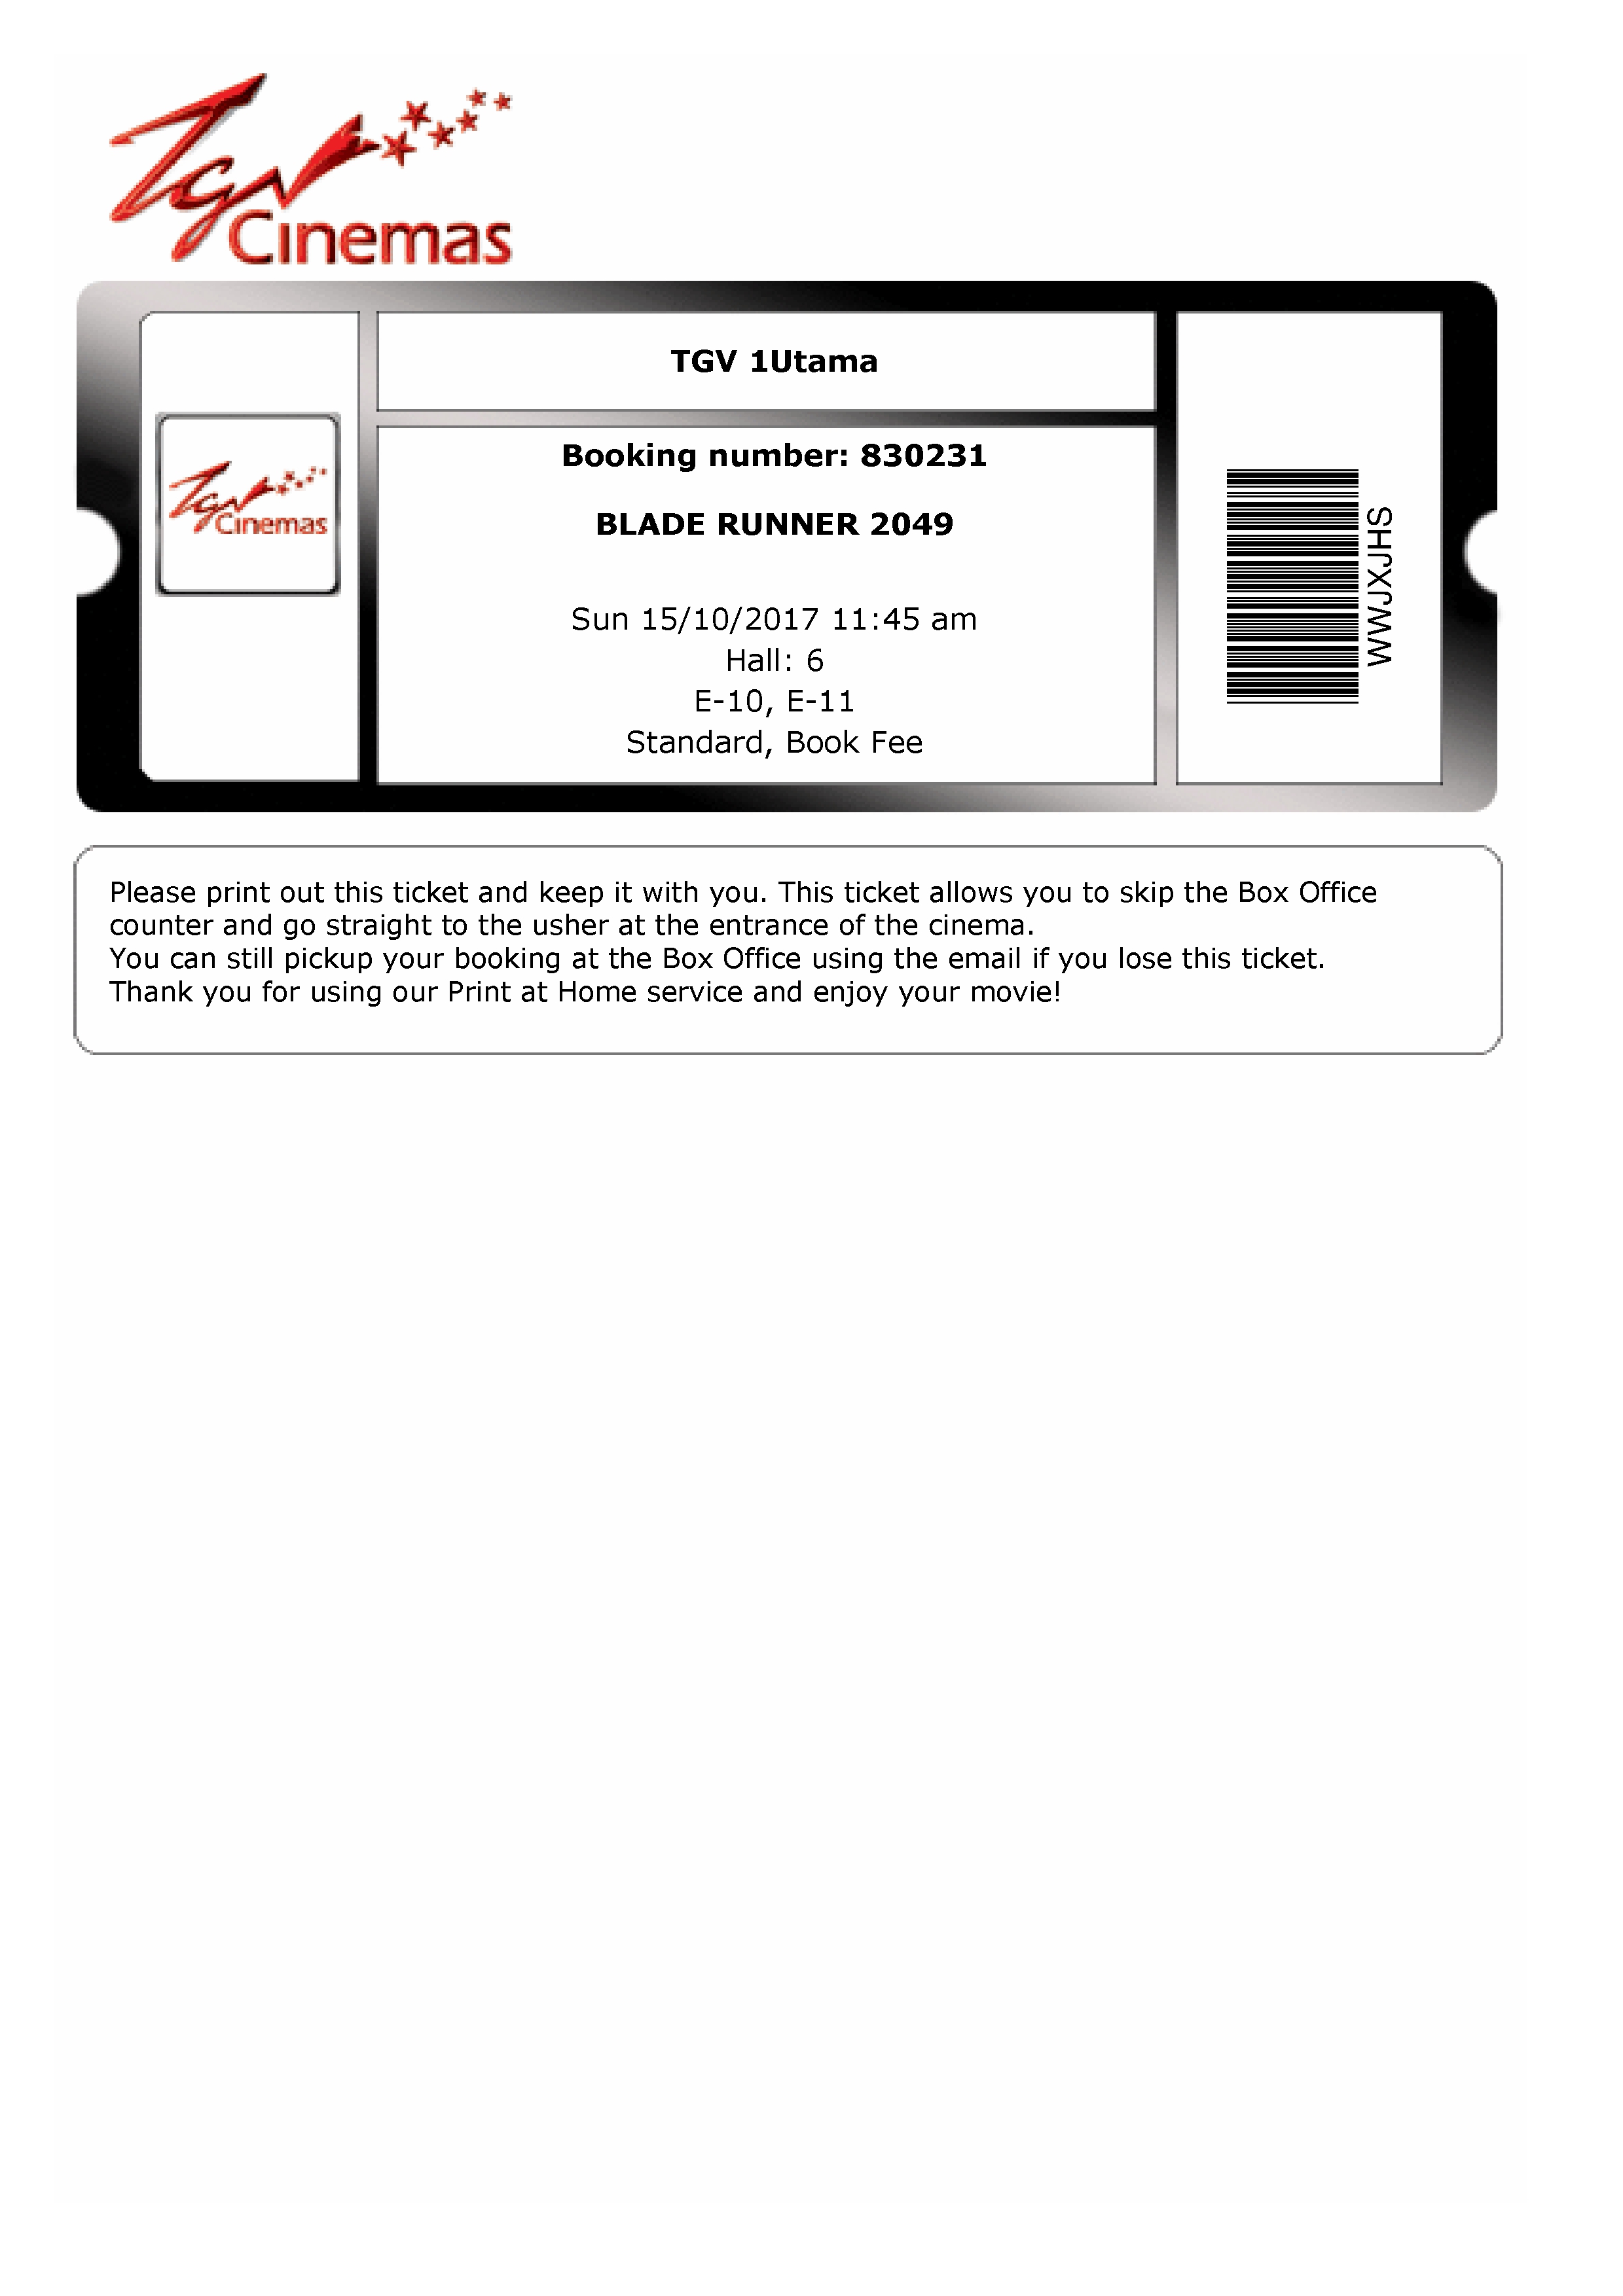 TGV
Cinemas
TGV 1Utama
TGV
Cinemas
Booking number: 830231
BLADE RUNNER 2049
Sun 15/10/2017 11:45 am
Hall: 6
E-10, E-11
Standard, Book Fee
WWJXJHS
Please print out this ticket and keep it with you. This ticket allows you to skip the Box Office
counter and go straight to the usher at the entrance of the cinema.
You can still pickup your booking at the Box Office using the email if you lose this ticket.
Thank you for using our Print at Home service and enjoy your movie!